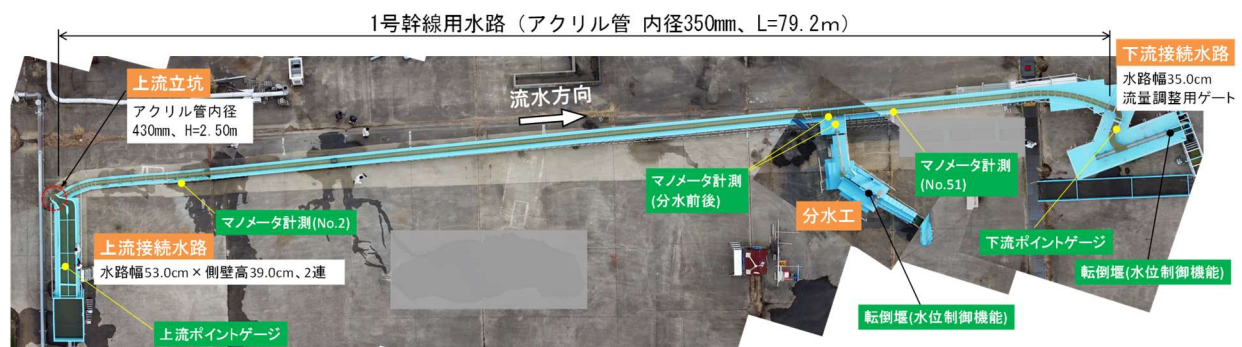 1号幹線用水路（アクリル管 内径350mm、L=79.2ｍ）
上流立坑
アクリル管内径
430mm、H=2.50m
流水方向
下流接続水路
水路幅35.0cm
流量調整用ゲート
マノメータ計測(No.2)
マノメータ計測
(分水前後)
マノメータ計測
(No.51)
分水工
上流接続水路
水路幅53.0cm×側壁高39.0cm、2連
下流ポイントゲージ
転倒堰(水位制御機能)
転倒堰(水位制御機能)
上流ポイントゲージ